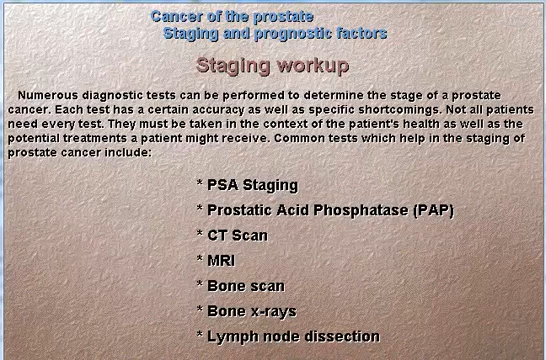 Cancer of the prostate
Staging and prognostic factors
Staging workup
Numerous diagnostic tests can be performed to determine the stage of a prostate
cancer. Each test has a certain accuracy as well as specific shortcomings. Not all patients
need every test. They must be taken in the context of the patient's health as well as the
potential treatments a patient might receive. Common tests which help in the staging of
prostate cancer include:
* PSA Staging
* Prostatic Acid Phosphatase (PAP)
* CT Scan
* MRI
* Bone scan
* Bone x-rays
* Lymph node dissection